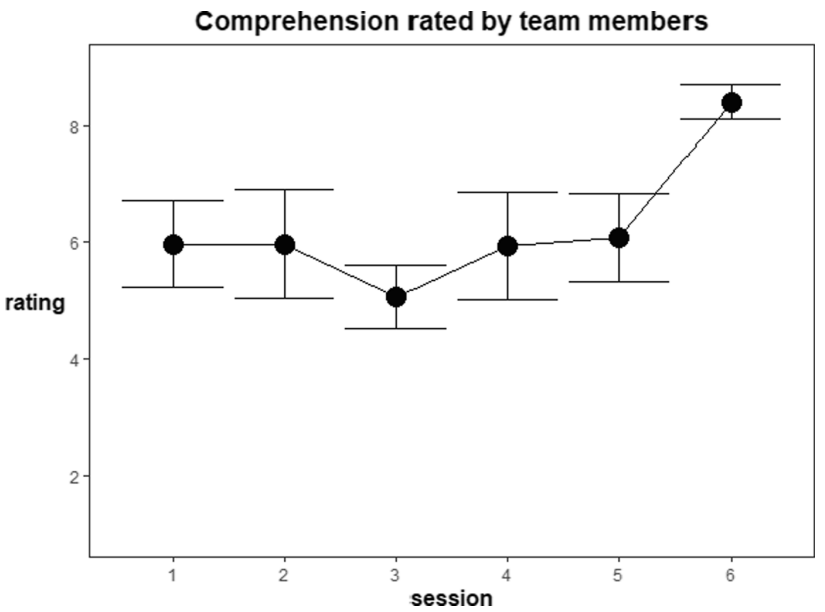 Comprehension rated by team members
8
6
rating
4
2
1 2 3 4 5 6
session